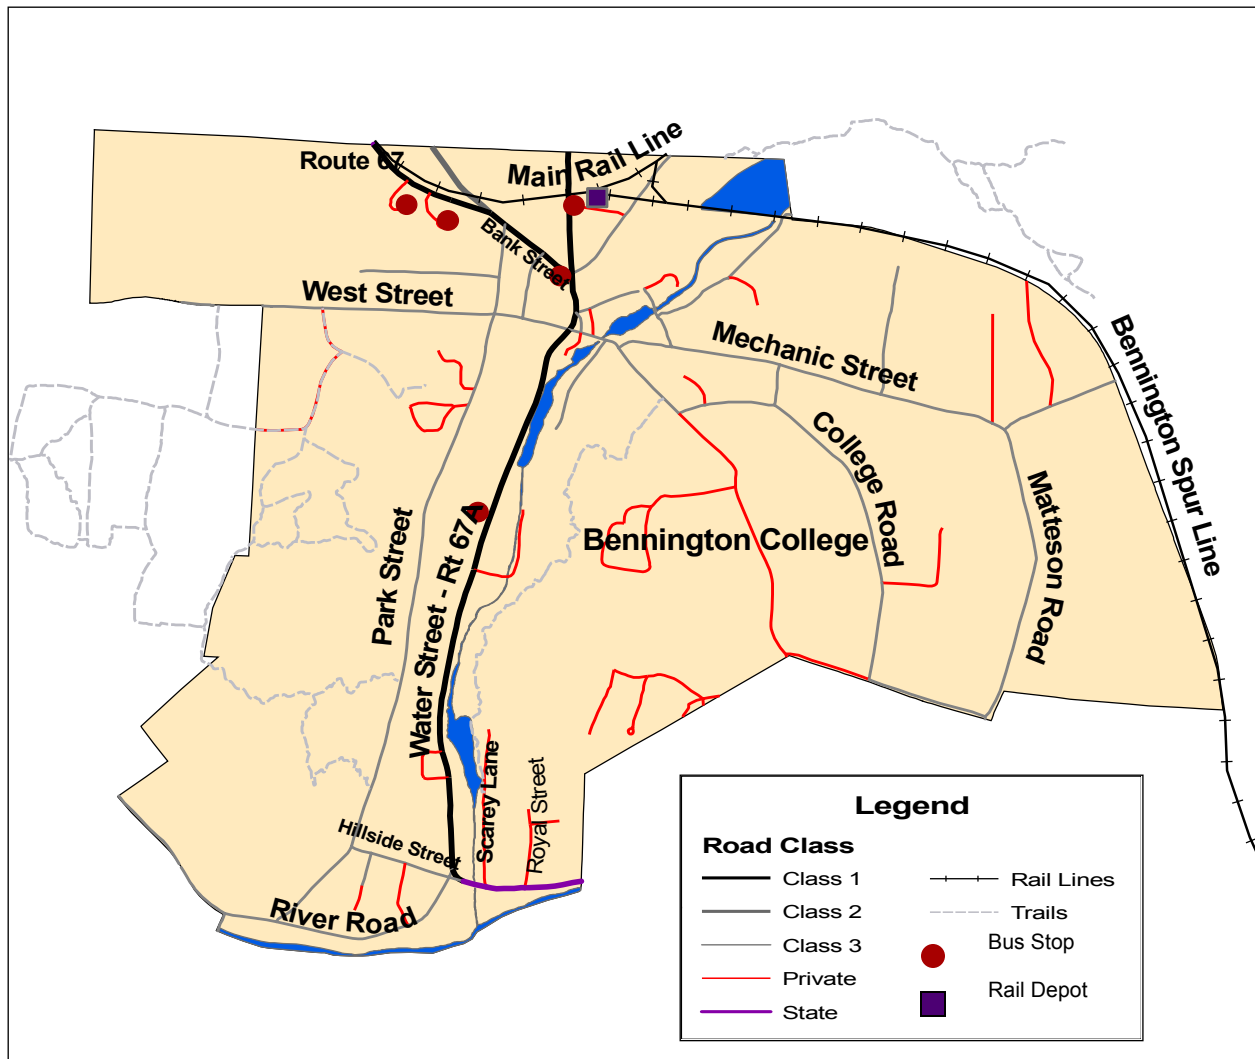 Route 67
Main Rail Line
Bank Street
West Street
Mechanic Street
Bennington Spur Line
College Road
Matteson Road
Bennington College
Park Street
Water Street - Rt 67A
Scarey Lane
Royal Street
Hillside Street
River Road
Legend
Road Class
Class 1
Class 2
Class 3
Private
State
Rail Lines
Trails
Bus Stop
Rail Depot